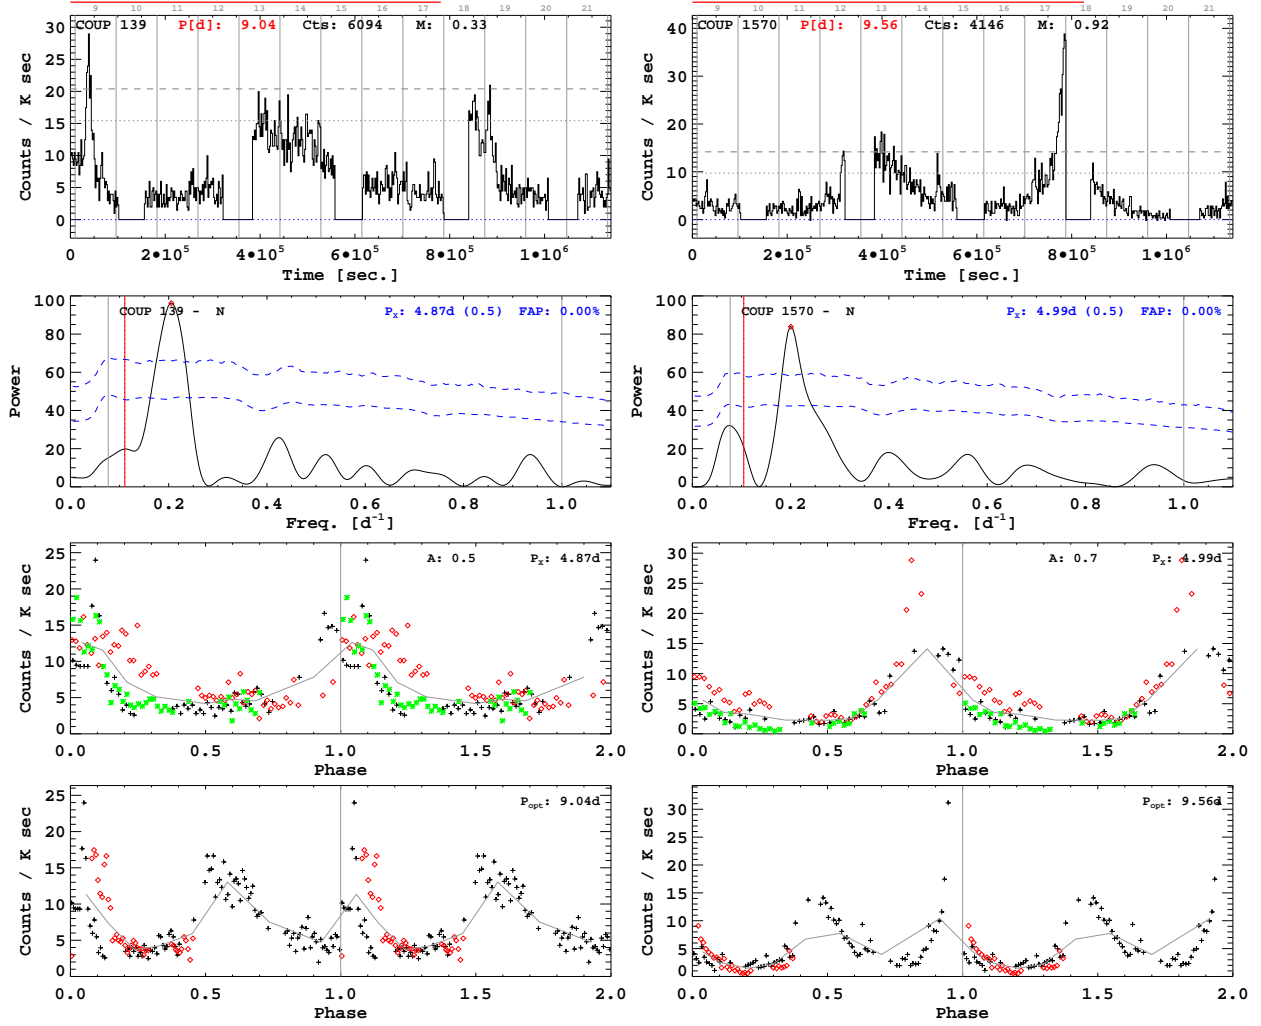 9 10 11 12 13 14 15 16 17 18 19 20 21
COUP 139 P[d]: 9.04 Cts: 6094 M: 0.33
30
25
20
15
10
5
0
Counts / K sec
0 2•10⁵ 4•10⁵ 6•10⁵ 8•10⁵ 1•10⁶
Time [sec.]
9 10 11 12 13 14 15 16 17 18 19 20 21
COUP 1570 P[d]: 9.56 Cts: 4146 M: 0.92
40
30
20
10
0
Counts / K sec
0 2•10⁵ 4•10⁵ 6•10⁵ 8•10⁵ 1•10⁶
Time [sec.]
COUP 139 - N Pₓ: 4.87d (0.5) FAP: 0.00%
100
80
60
40
20
0
Power
0.0 0.2 0.4 0.6 0.8 1.0
Freq. [d⁻¹]
COUP 1570 - N Pₓ: 4.99d (0.5) FAP: 0.00%
100
80
60
40
20
0
Power
0.0 0.2 0.4 0.6 0.8 1.0
Freq. [d⁻¹]
A: 0.5 Pₓ: 4.87d
25
20
15
10
5
0
Counts / K sec
0.0 0.5 1.0 1.5 2.0
Phase
A: 0.7 Pₓ: 4.99d
30
25
20
15
10
5
0
Counts / K sec
0.0 0.5 1.0 1.5 2.0
Phase
Pₒₚₜ: 9.04d
25
20
15
10
5
0
Counts / K sec
0.0 0.5 1.0 1.5 2.0
Phase
Pₒₚₜ: 9.56d
30
25
20
15
10
5
0
Counts / K sec
0.0 0.5 1.0 1.5 2.0
Phase